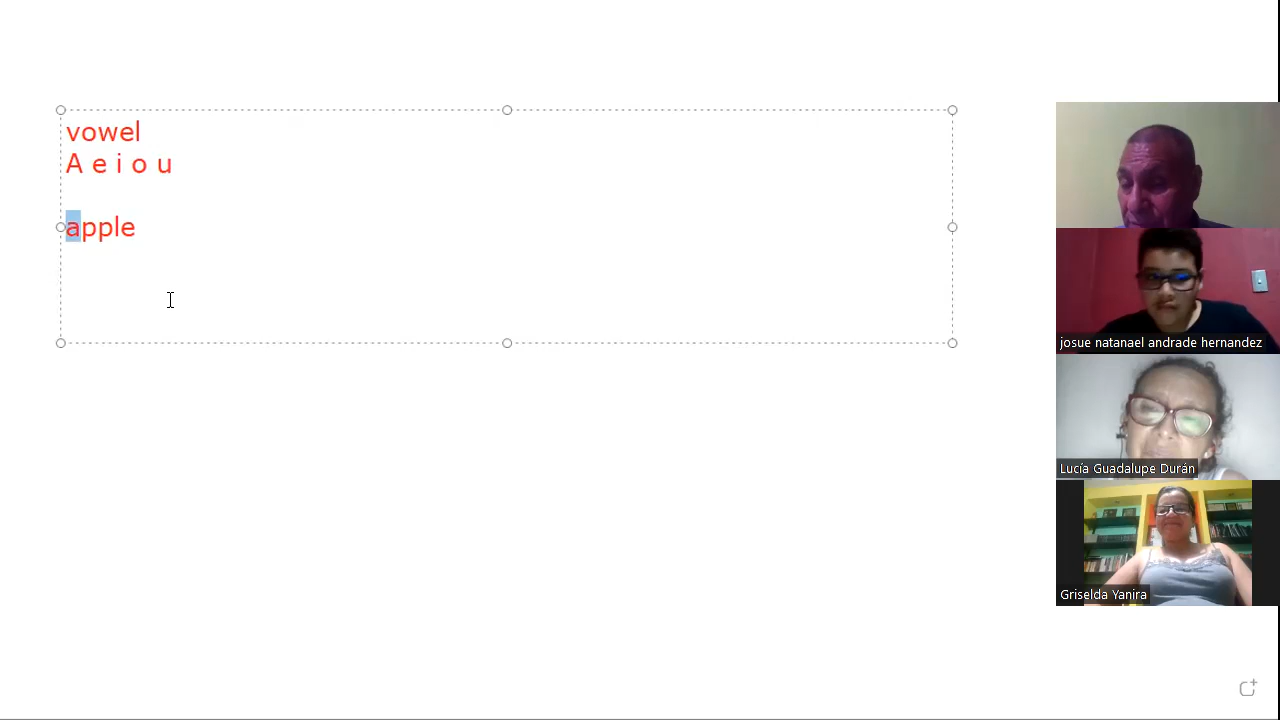 vowel
A e i o u
apple
josue natanael andrade hernandez
Lucía Guadalupe Durán
Griselda Yanira